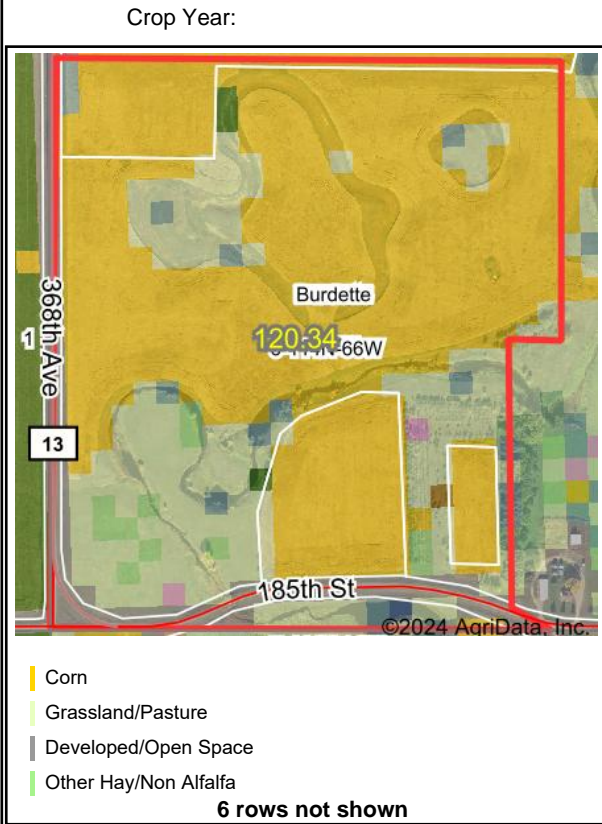 Crop Year:
Burdette
120.34
66W
368th Ave
1
13
185th St
©2024 AgriData, Inc.
Corn
Grassland/Pasture
Developed/Open Space
Other Hay/Non Alfalfa
6 rows not shown